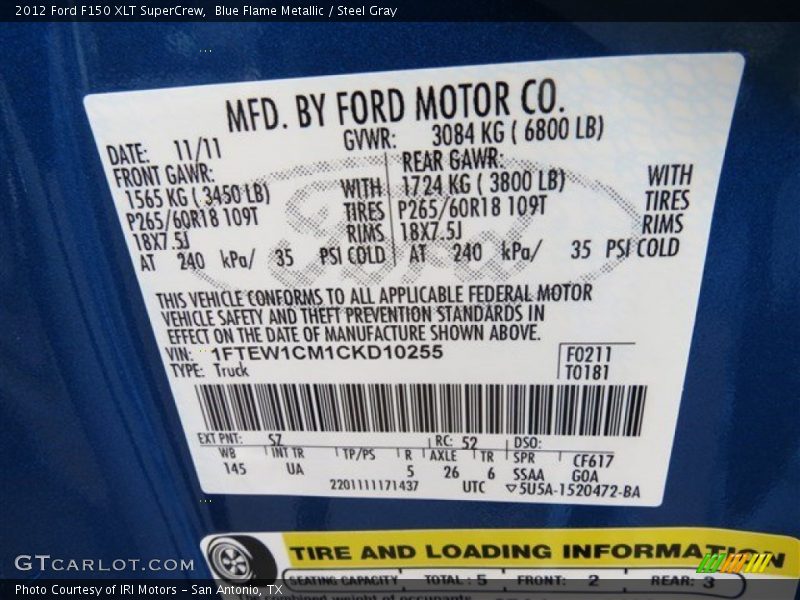 2012 Ford F150 XLT SuperCrew, Blue Flame Metallic / Steel Gray
MFD. BY FORD MOTOR CO.
DATE: 11/11 GVWR: 3084 KG ( 6800 LB)
FRONT GAWR: REAR GAWR:
1565 KG ( 3450 LB) WITH 1724 KG ( 3800 LB) WITH
P265/60R18 109T TIRES P265/60R18 109T TIRES
18X7.5J RIMS 18X7.5J RIMS
AT 240 kPa/ 35 PSI COLD AT 240 kPa/ 35 PSI COLD
THIS VEHICLE CONFORMS TO ALL APPLICABLE FEDERAL MOTOR
VEHICLE SAFETY AND THEFT PREVENTION STANDARDS IN
EFFECT ON THE DATE OF MANUFACTURE SHOWN ABOVE.
VIN: 1FTEW1CM1CKD10255 F0211
TYPE: Truck T0181
EXT PNT: SZ RC: 52 DSO:
WB INT TR TP/PS R AXLE TR SPR CF617
145 UA 5 26 6 SSAA GOA
2201111171437 UTC ▽5U5A-1520472-BA
Ford
TIRE AND LOADING INFORMATION
SEATING CAPACITY TOTAL : 5 FRONT: 2 REAR: 3
The combined weight of occupants
GTCARLOT.COM
Photo Courtesy of IRI Motors – San Antonio, TX